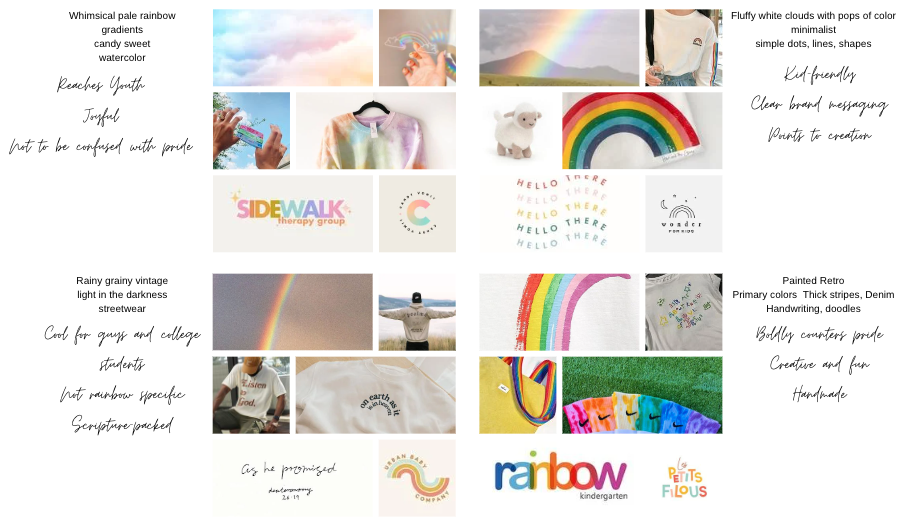 Whimsical pale rainbow
gradients
candy sweet
watercolor
Reaches Youth
Joyful
Not to be confused with pride
SIDEWALK
therapy group
C
Fluffy white clouds with pops of color
minimalist
simple dots, lines, shapes
Kid-friendly
Clear brand messaging
Points to creation
HELLO THERE
HELLO THERE
HELLO THERE
HELLO THERE
HELLO THERE
wonder
FOR KIDS
Rainy grainy vintage
light in the darkness
streetwear
Cool for guys and college
students
Not rainbow specific
Scripture-packed
Listen
to
God.
on earth as it
is in heaven
As he promised
deuteronomy
26:19
URBAN BABY
COMPANY
Painted Retro
Primary colors Thick stripes, Denim
Handwriting, doodles
Boldly counters pride
Creative and fun
Handmade
rainbow
kindergarten
les
PETITS
FILOUS